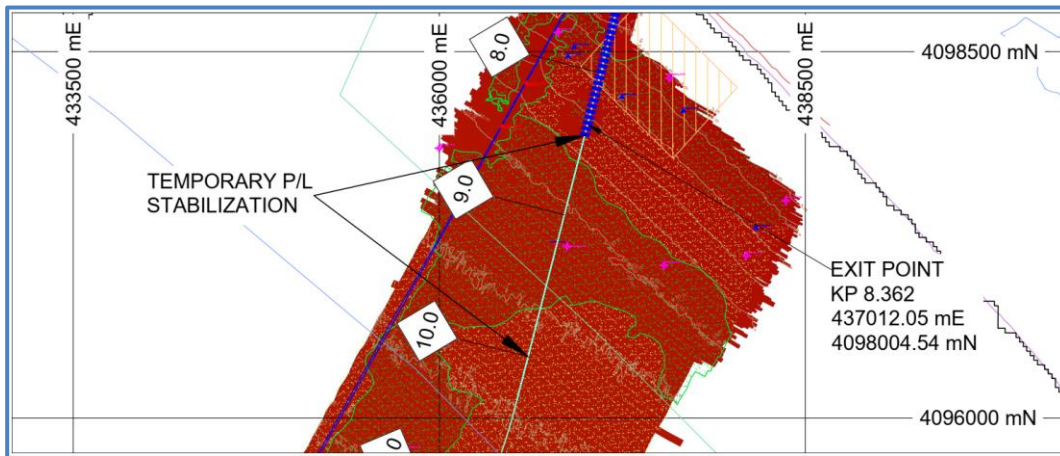 433500 mE
436000 mE
438500 mE
4098500 mN
8.0
TEMPORARY P/L
STABILIZATION
9.0
EXIT POINT
KP 8.362
437012.05 mE
4098004.54 mN
10.0
4096000 mN
0